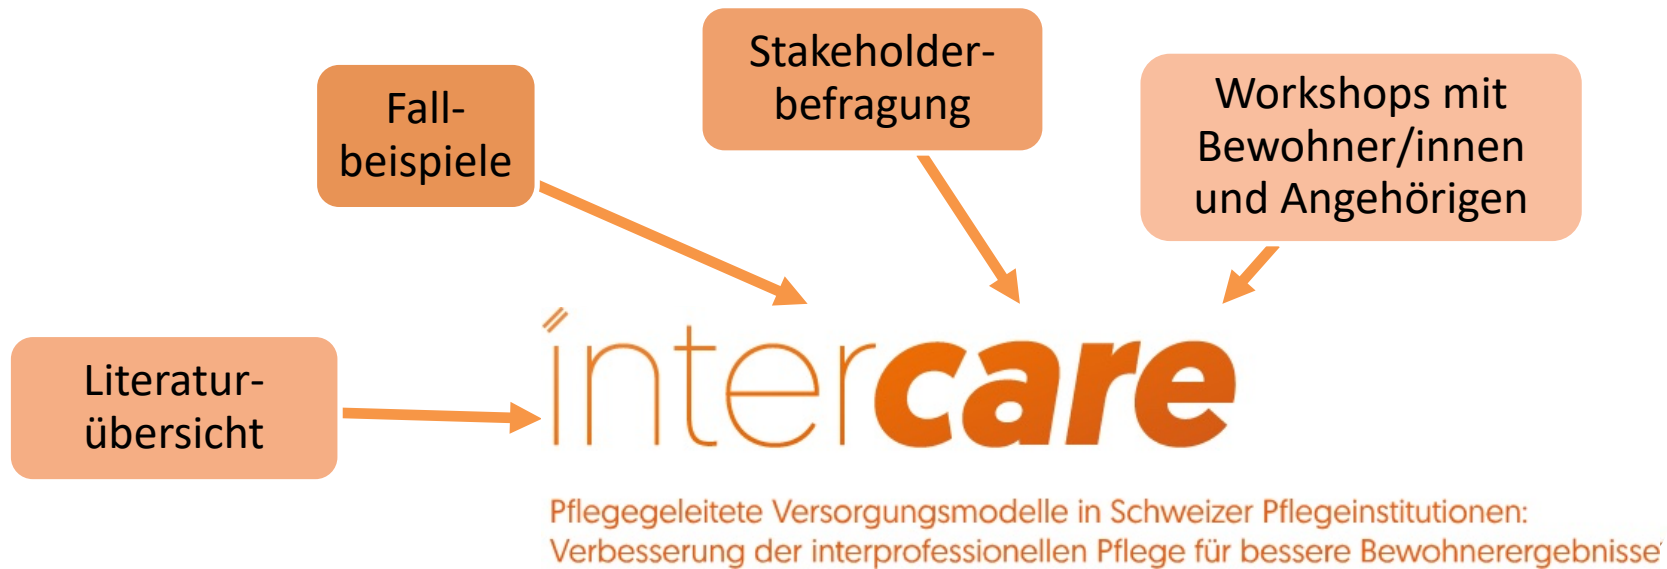 Fall-
beispiele
Stakeholder-
befragung
Workshops mit
Bewohner/innen
und Angehörigen
Literatur-
übersicht
intercare
Pflegegeleitete Versorgungsmodelle in Schweizer Pflegeinstitutionen:
Verbesserung der interprofessionellen Pflege für bessere Bewohnerergebnisse